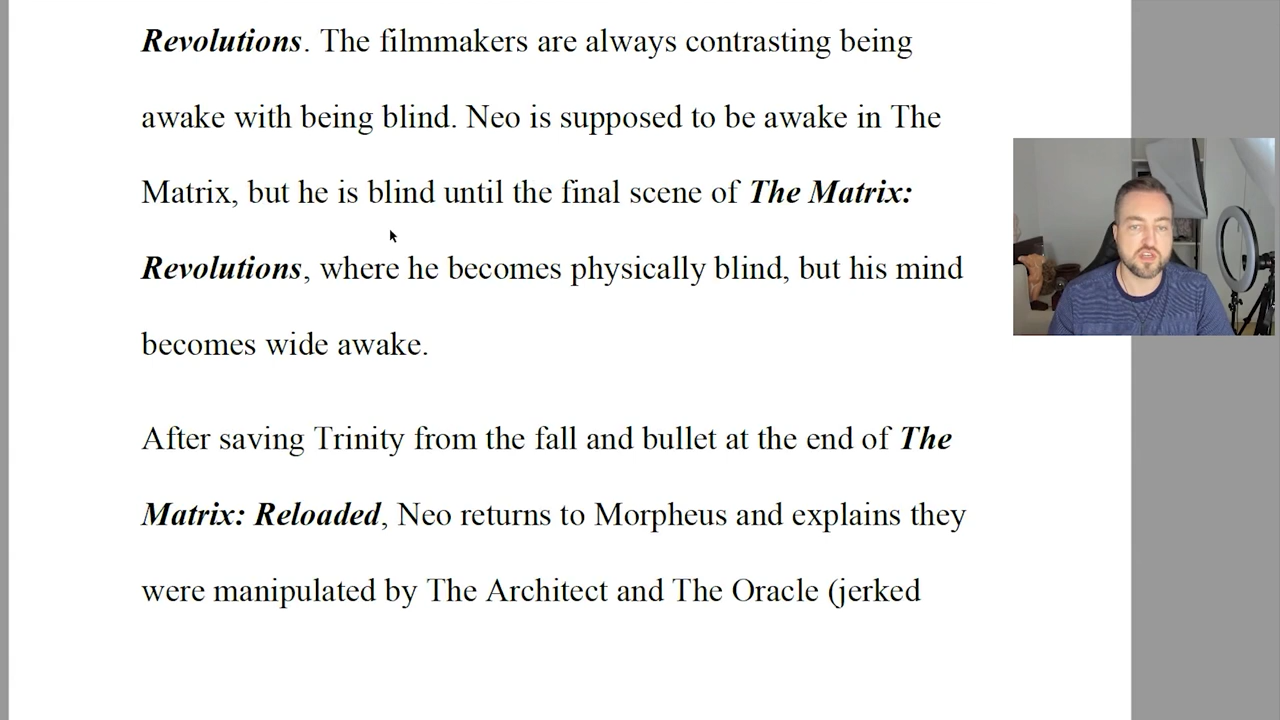 Revolutions. The filmmakers are always contrasting being
awake with being blind. Neo is supposed to be awake in The
Matrix, but he is blind until the final scene of The Matrix:
Revolutions, where he becomes physically blind, but his mind
becomes wide awake.
After saving Trinity from the fall and bullet at the end of The
Matrix: Reloaded, Neo returns to Morpheus and explains they
were manipulated by The Architect and The Oracle (jerked